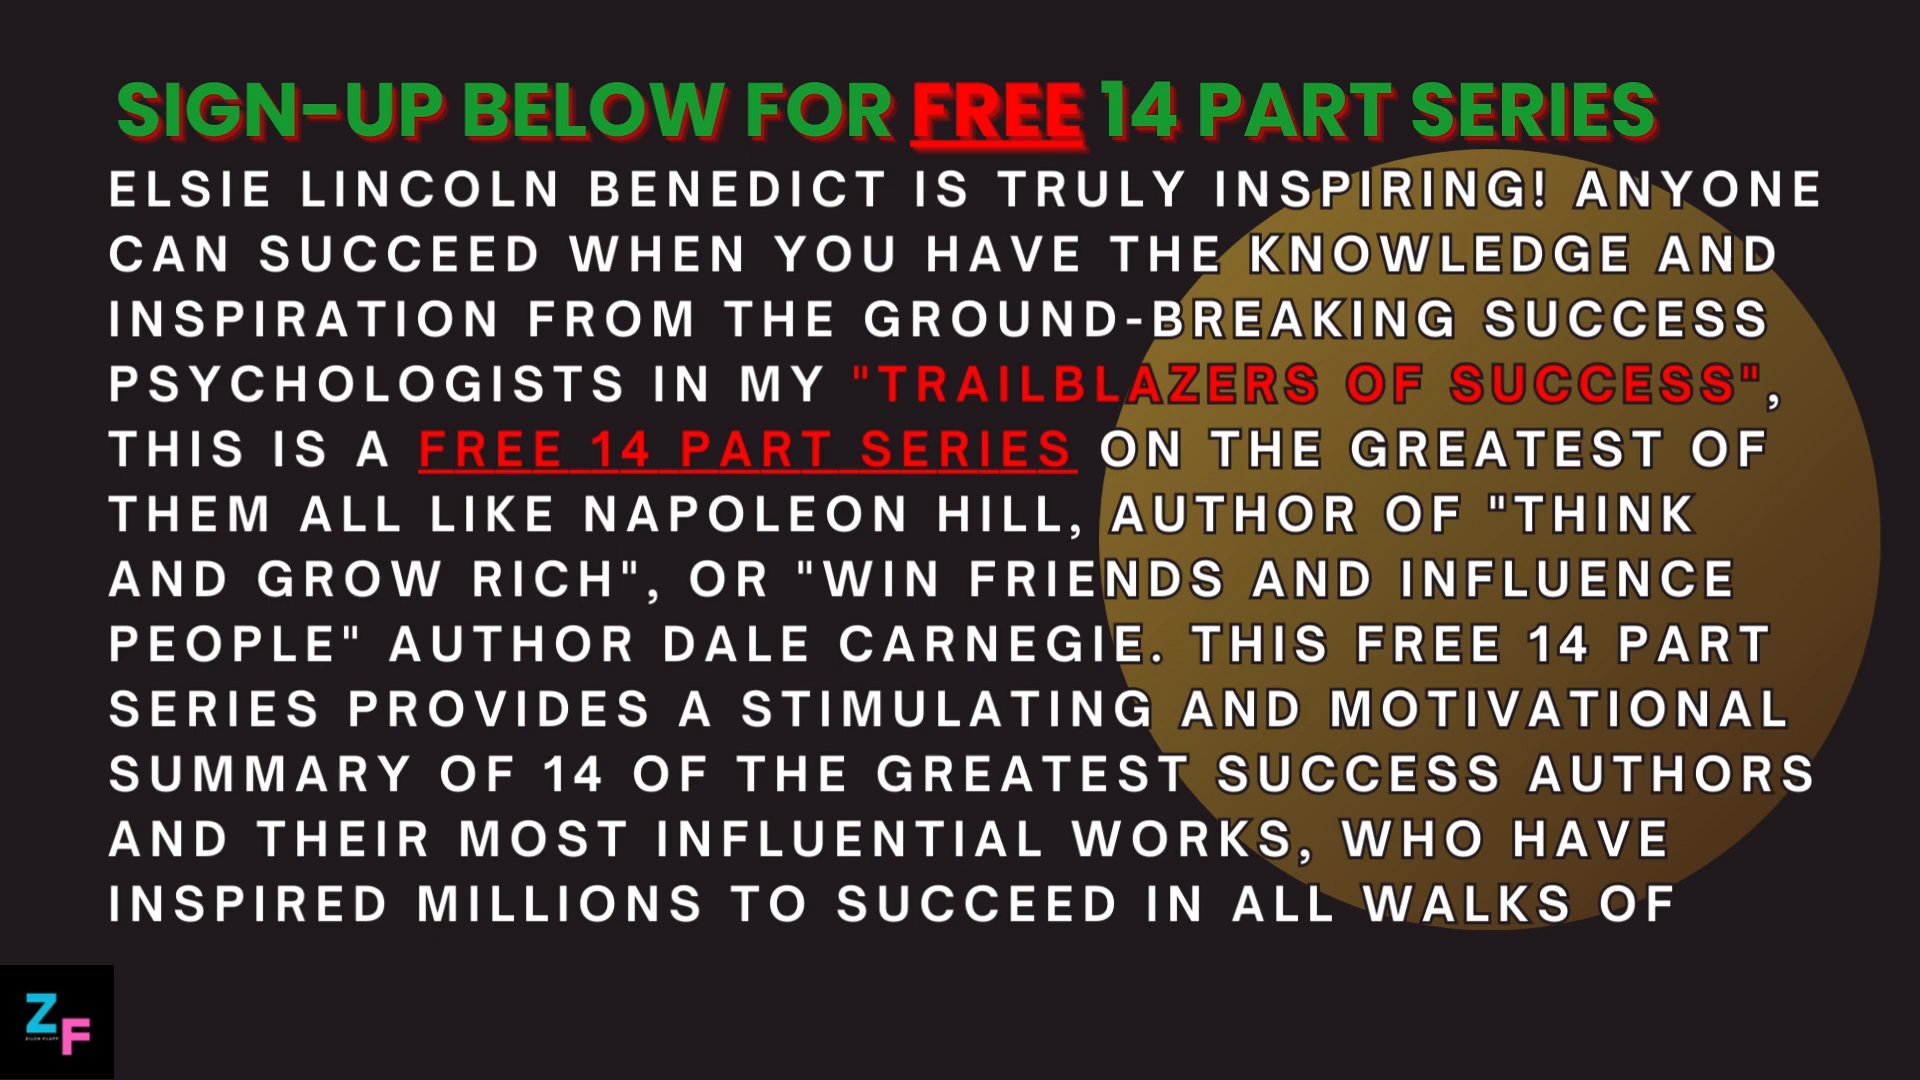 SIGN-UP BELOW FOR FREE 14 PART SERIES
ELSIE LINCOLN BENEDICT IS TRULY INSPIRING! ANYONE
CAN SUCCEED WHEN YOU HAVE THE KNOWLEDGE AND
INSPIRATION FROM THE GROUND-BREAKING SUCCESS
PSYCHOLOGISTS IN MY "TRAILBLAZERS OF SUCCESS",
THIS IS A FREE 14 PART SERIES ON THE GREATEST OF
THEM ALL LIKE NAPOLEON HILL, AUTHOR OF "THINK
AND GROW RICH", OR "WIN FRIENDS AND INFLUENCE
PEOPLE" AUTHOR DALE CARNEGIE. THIS FREE 14 PART
SERIES PROVIDES A STIMULATING AND MOTIVATIONAL
SUMMARY OF 14 OF THE GREATEST SUCCESS AUTHORS
AND THEIR MOST INFLUENTIAL WORKS, WHO HAVE
INSPIRED MILLIONS TO SUCCEED IN ALL WALKS OF
ZF